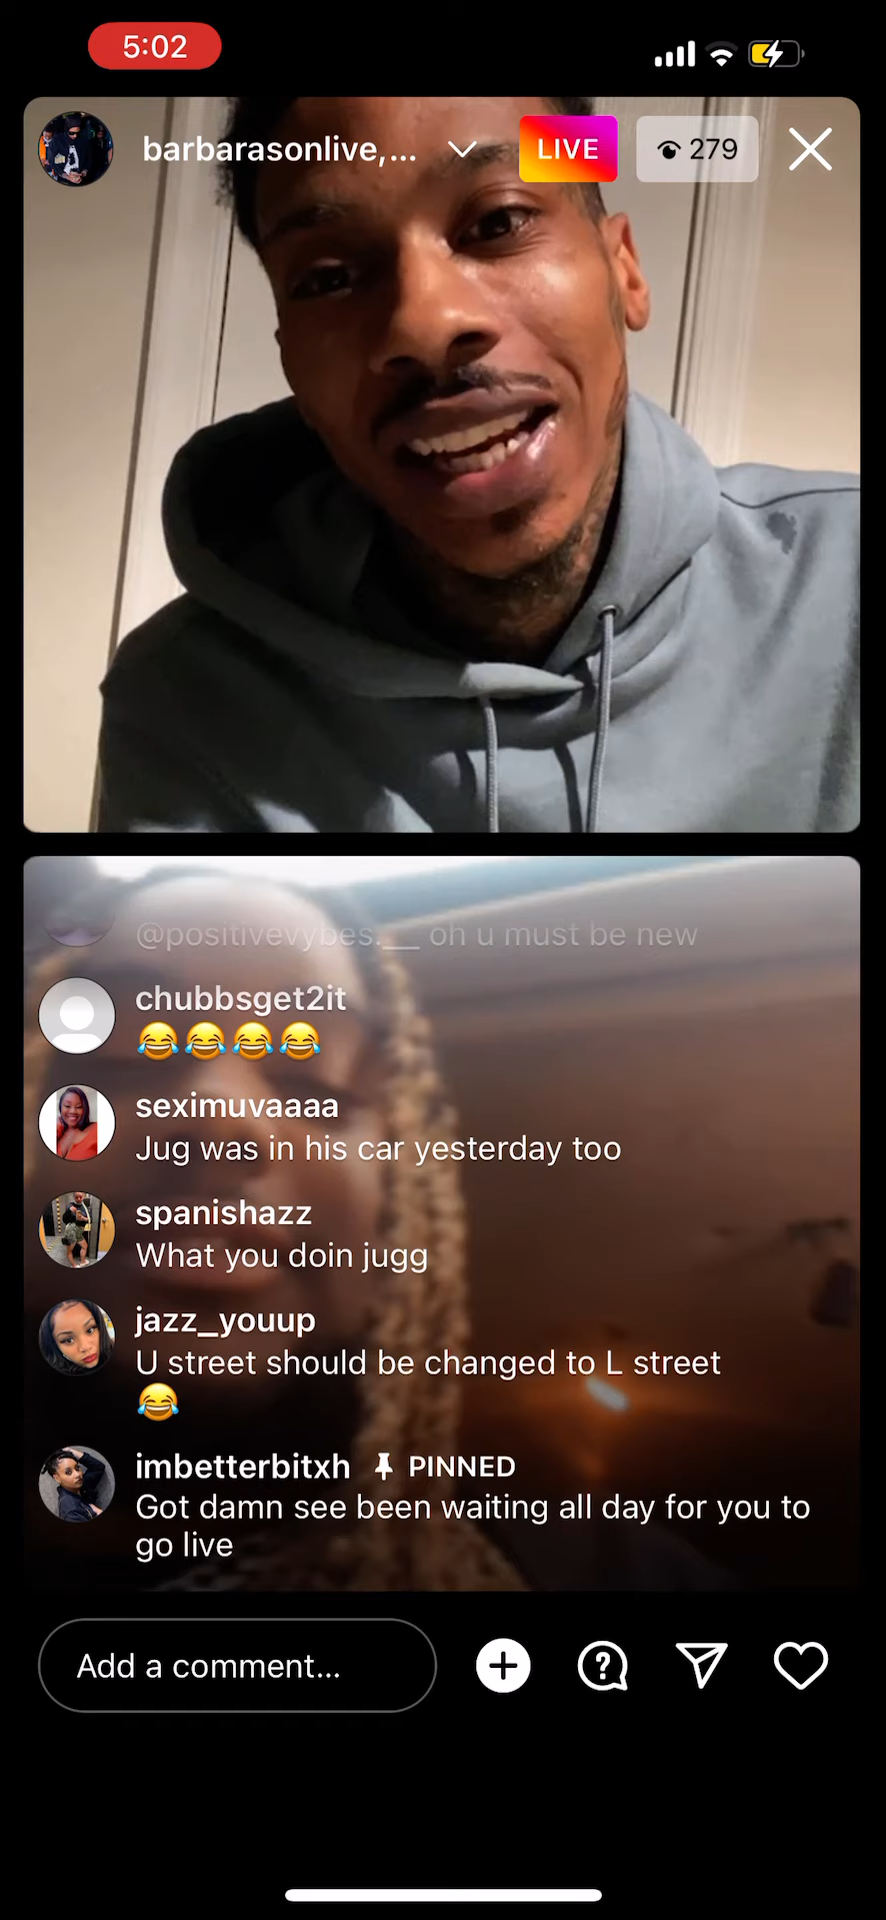 5:02
barbarasonlive,...
LIVE
279
@positivevybes.__ oh u must be new
chubbsget2it
😂😂😂😂
seximuvaaaa
Jug was in his car yesterday too
spanishazz
What you doin jugg
jazz_youup
U street should be changed to L street
😂
imbetterbitxh PINNED
Got damn see been waiting all day for you to
go live
Add a comment...